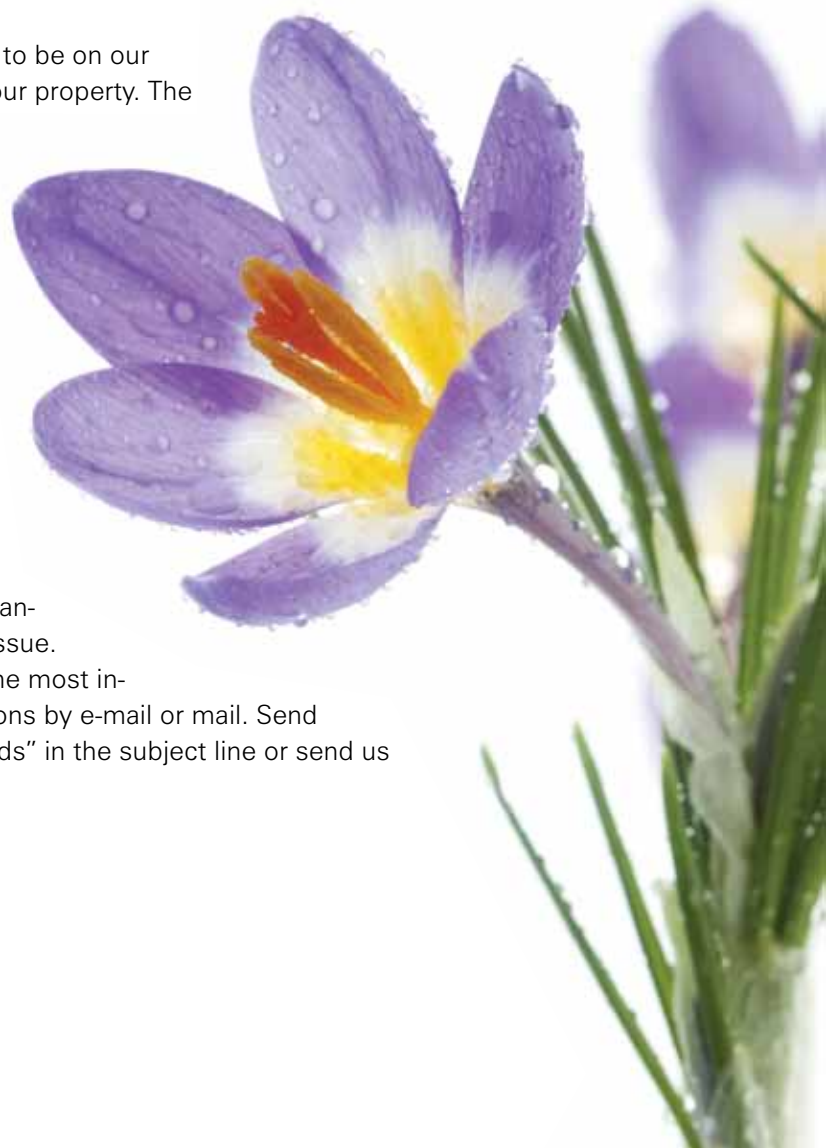 to be on our
our property. The
an-
ssue.
he most in-
ons by e-mail or mail. Send
ds” in the subject line or send us